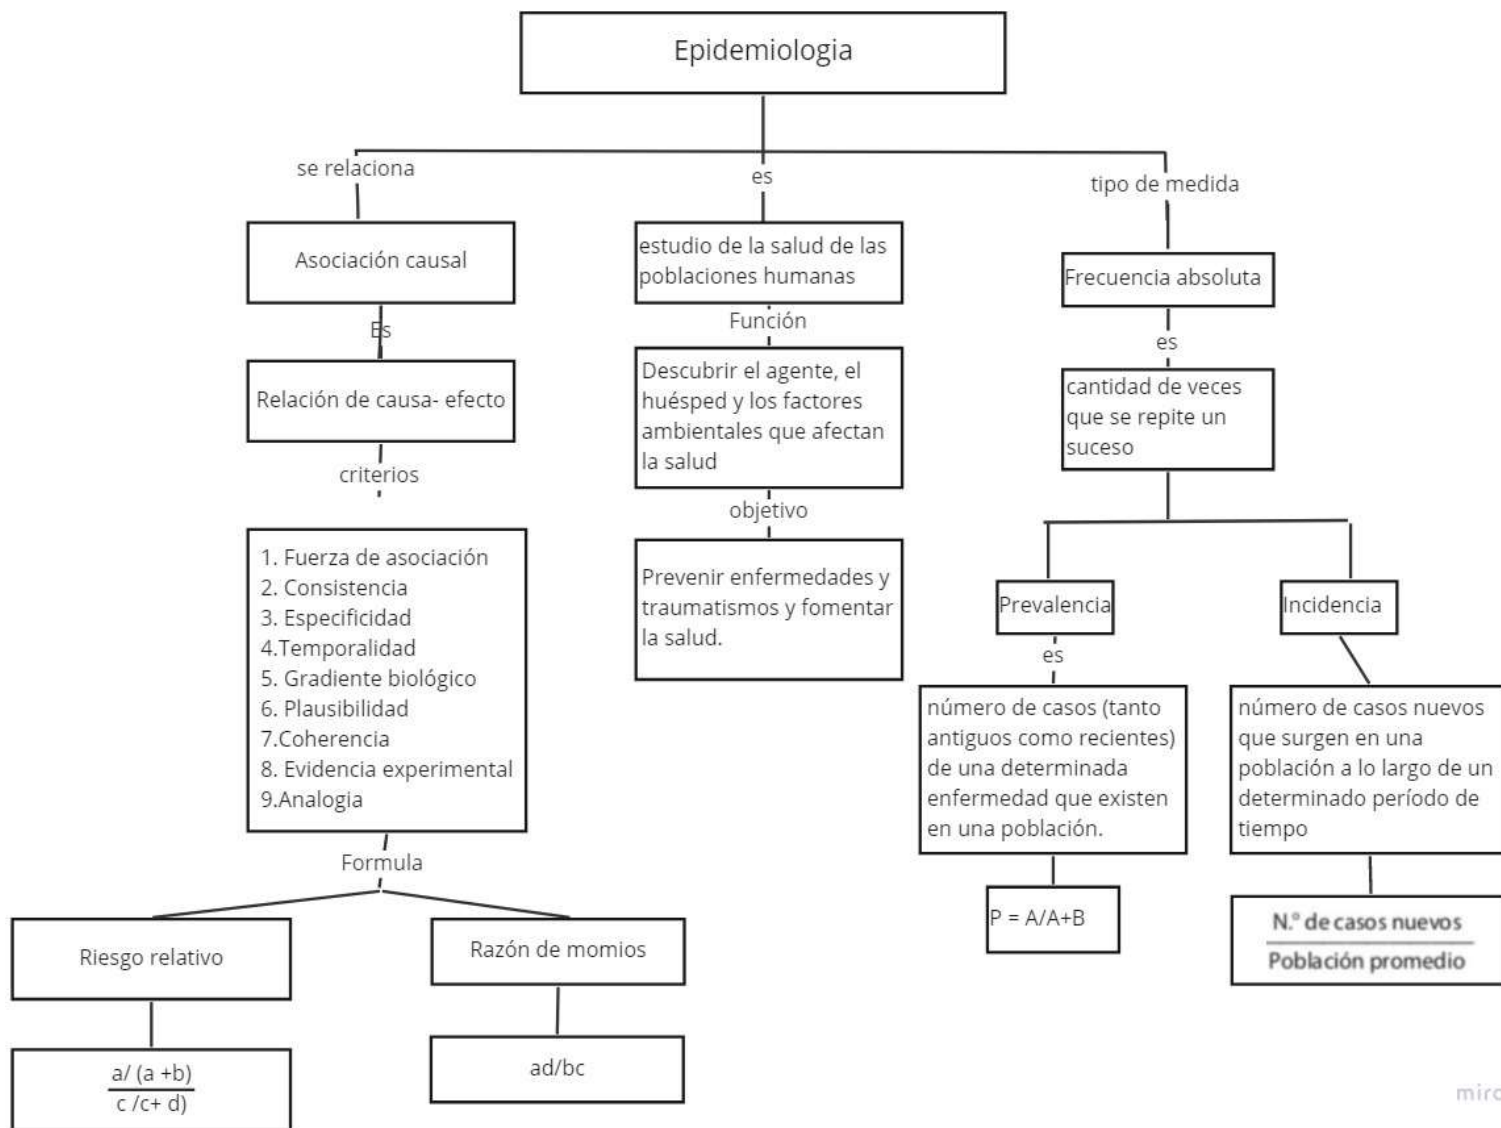 Epidemiologia
se relaciona
es
tipo de medida
Asociación causal
Es
Relación de causa- efecto
criterios
1. Fuerza de asociación
2. Consistencia
3. Especificidad
4.Temporalidad
5. Gradiente biológico
6. Plausibilidad
7.Coherencia
8. Evidencia experimental
9.Analogia
Formula
Riesgo relativo
a/ (a +b)
c /c+ d)
Razón de momios
ad/bc
estudio de la salud de las
poblaciones humanas
Función
Descubrir el agente, el
huésped y los factores
ambientales que afectan
la salud
objetivo
Prevenir enfermedades y
traumatismos y fomentar
la salud.
Frecuencia absoluta
es
cantidad de veces
que se repite un
suceso
Prevalencia
es
número de casos (tanto
antiguos como recientes)
de una determinada
enfermedad que existen
en una población.
P = A/A+B
Incidencia
número de casos nuevos
que surgen en una
población a lo largo de un
determinado período de
tiempo
N.º de casos nuevos
Población promedio